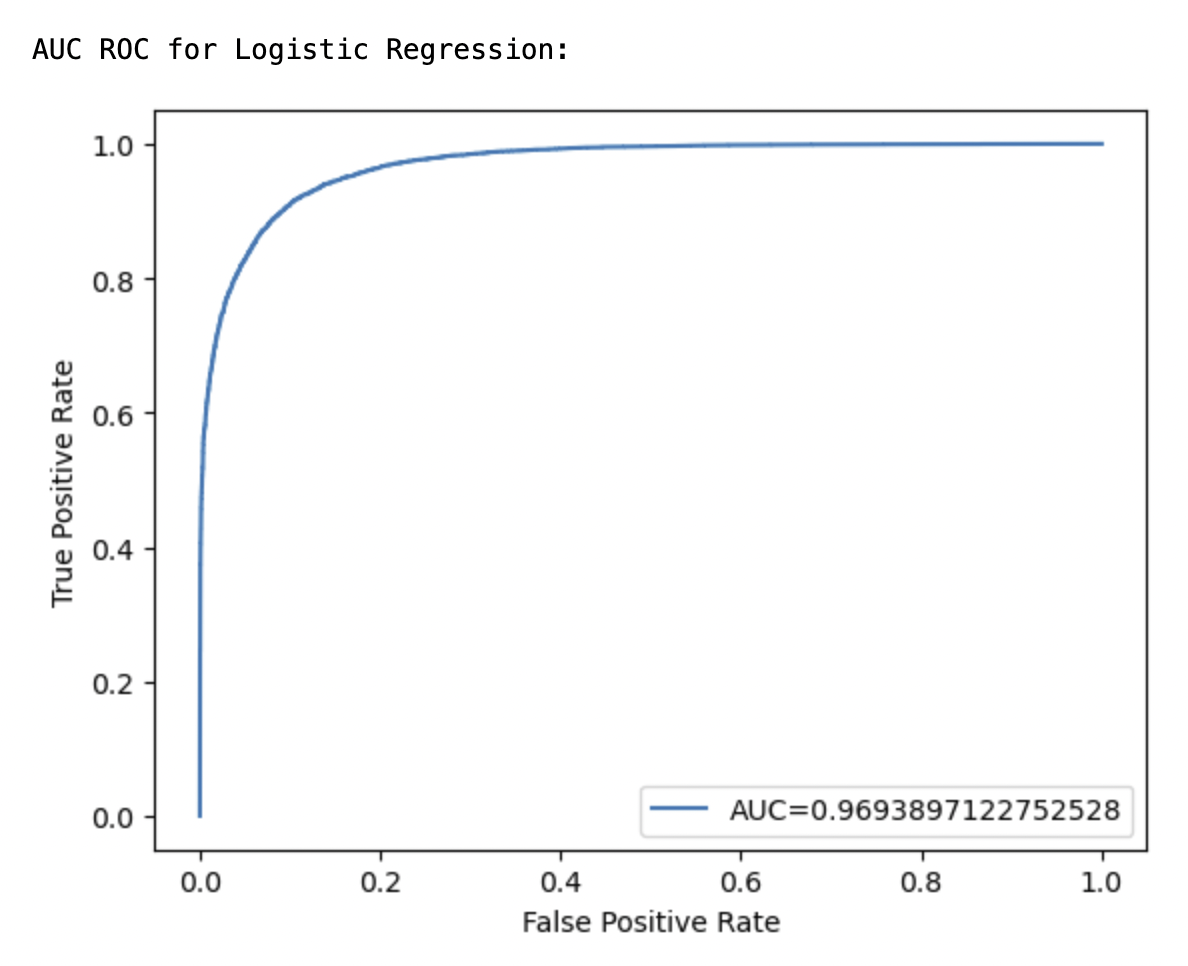 AUC ROC for Logistic Regression:
1.0
0.8
0.6
0.4
0.2
0.0
True Positive Rate
AUC=0.9693897122752528
0.0 0.2 0.4 0.6 0.8 1.0
False Positive Rate